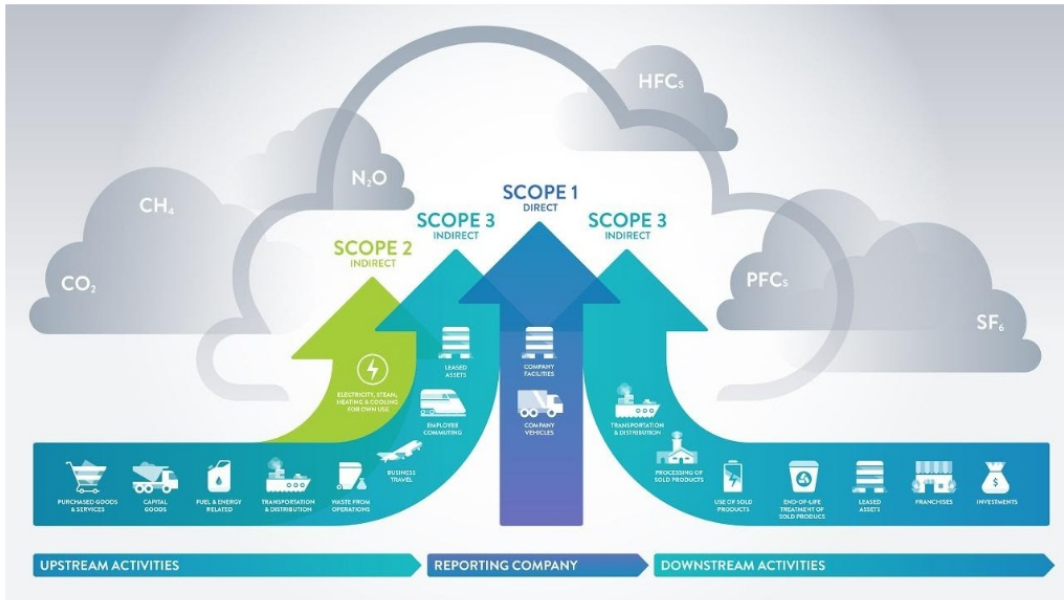 HFCs
N₂O
CH₄
CO₂
PFCs
SF₆
SCOPE 1
DIRECT
SCOPE 3
INDIRECT
SCOPE 3
INDIRECT
SCOPE 2
INDIRECT
ELECTRICITY, STEAM,
HEATING & COOLING
FOR OWN USE
LEASED
ASSETS
EMPLOYEE
COMMUTING
BUSINESS
TRAVEL
PURCHASED GOODS
& SERVICES
CAPITAL
GOODS
FUEL & ENERGY
RELATED
TRANSPORTATION
& DISTRIBUTION
WASTE FROM
OPERATIONS
COMPANY
FACILITIES
COMPANY
VEHICLES
TRANSPORTATION
& DISTRIBUTION
PROCESSING OF
SOLD PRODUCTS
USE OF SOLD
PRODUCTS
END-OF-LIFE
TREATMENT OF
SOLD PRODUCS
LEASED
ASSETS
FRANCHISES
$
INVESTMENTS
UPSTREAM ACTIVITIES
REPORTING COMPANY
DOWNSTREAM ACTIVITIES